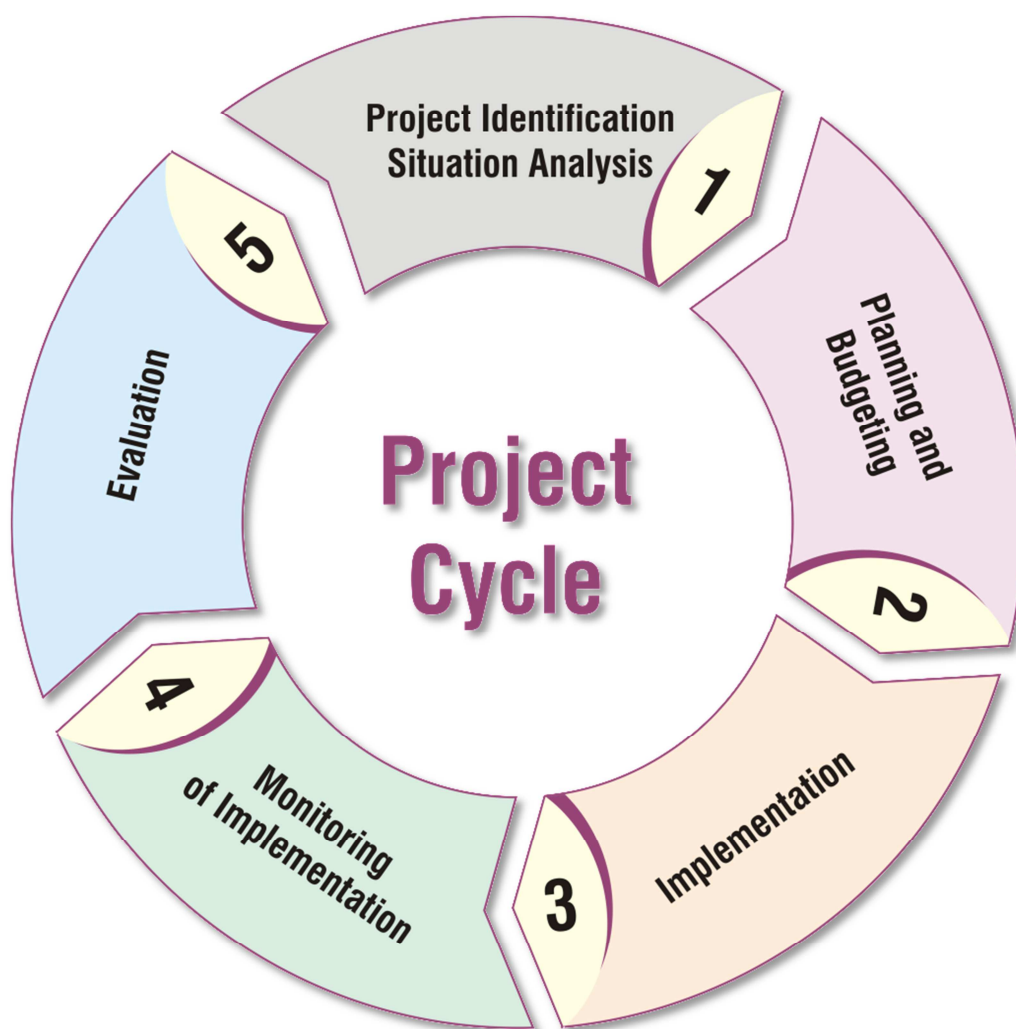 Project Identification
Situation Analysis
1
Planning and
Budgeting
2
Implementation
3
Monitoring
of Implementation
4
Evaluation
5
Project
Cycle